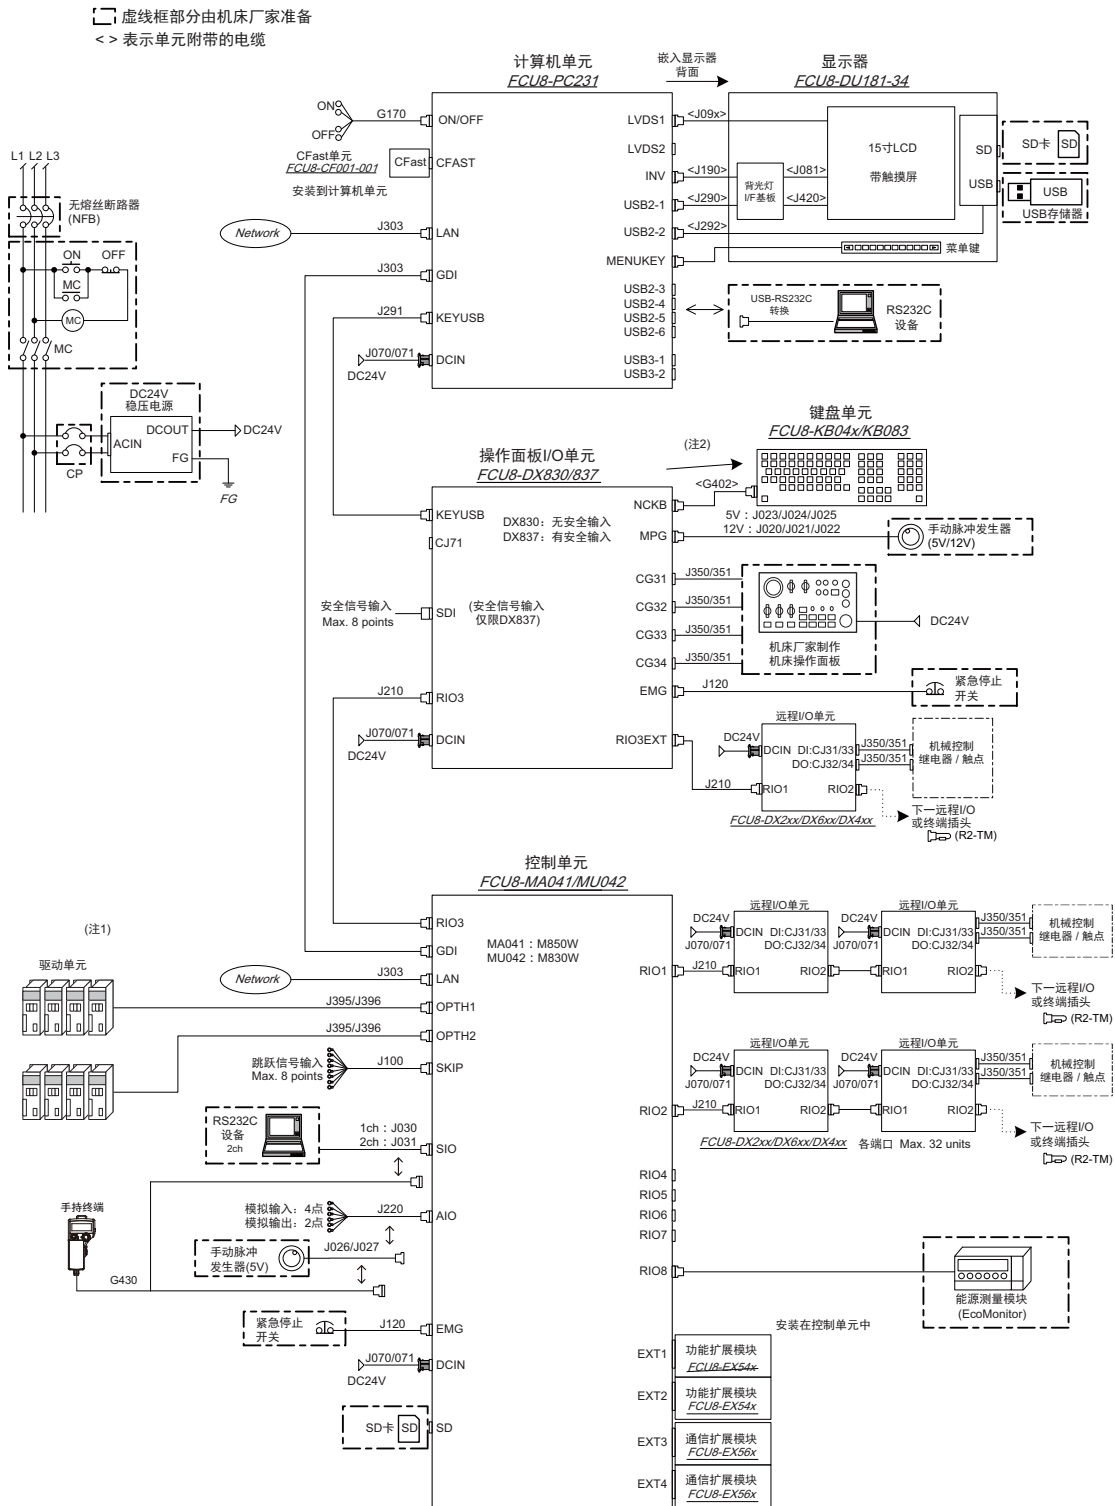 虚线框部分由机床厂家准备
< > 表示单元附带的电缆
计算机单元
FCU8-PC231
嵌入显示器
背面
显示器
FCU8-DU181-34
ON
OFF
G170
ON/OFF
CFast单元
FCU8-CF001-001
安装到计算机单元
CFast
CFAST
Network
J303
LAN
J303
GDI
J291
KEYUSB
J070/071
DCIN
DC24V
LVDS1
LVDS2
INV
USB2-1
USB2-2
MENUKEY
USB2-3
USB2-4
USB2-5
USB2-6
USB3-1
USB3-2
<J09x>
<J190>
<J290>
<J292>
背光灯
I/F基板
<J081>
<J420>
15寸LCD
带触摸屏
SD
USB
SD卡
SD
USB
USB存储器
菜单键
USB-RS232C
转换
RS232C
设备
L1 L2 L3
无熔丝断路器
(NFB)
ON
OFF
MC
MC
MC
DC24V
稳压电源
DCOUT
ACIN
FG
DC24V
CP
FG
操作面板I/O单元
FCU8-DX830/837
(注2)
键盘单元
FCU8-KB04x/KB083
KEYUSB
CJ71
DX830：无安全输入
DX837：有安全输入
安全信号输入
Max. 8 points
SDI
(安全信号输入
仅限DX837)
J210
RIO3
J070/071
DCIN
DC24V
NCKB
<G402>
5V：J023/J024/J025
MPG
12V：J020/J021/J022
手动脉冲发生器
(5V/12V)
CG31
J350/351
CG32
J350/351
CG33
J350/351
CG34
J350/351
机床厂家制作
机床操作面板
DC24V
EMG
J120
紧急停止
开关
RIO3EXT
远程I/O单元
DC24V
DCIN
DI:CJ31/33
DO:CJ32/34
J350/351
J350/351
机械控制
继电器 / 触点
J210
RIO1
RIO2
FCU8-DX2xx/DX6xx/DX4xx
下一远程I/O
或终端插头
(R2-TM)
控制单元
FCU8-MA041/MU042
(注1)
驱动单元
RIO3
GDI
MA041：M850W
MU042：M830W
Network
J303
LAN
J395/J396
OPTH1
J395/J396
OPTH2
跳跃信号输入
Max. 8 points
J100
SKIP
RS232C
设备
2ch
1ch：J030
2ch：J031
SIO
手持终端
模拟输入：4点
模拟输出：2点
J220
AIO
手动脉冲
发生器(5V)
J026/J027
G430
紧急停止
开关
J120
EMG
J070/071
DCIN
DC24V
SD卡
SD
SD
远程I/O单元
远程I/O单元
DC24V
DCIN
DI:CJ31/33
DO:CJ32/34
J070/071
DC24V
DCIN
DI:CJ31/33
DO:CJ32/34
J070/071
J350/351
J350/351
机械控制
继电器 / 触点
RIO1
J210
RIO1
RIO2
RIO1
RIO2
下一远程I/O
或终端插头
(R2-TM)
远程I/O单元
远程I/O单元
DC24V
DCIN
DI:CJ31/33
DO:CJ32/34
J070/071
DC24V
DCIN
DI:CJ31/33
DO:CJ32/34
J070/071
J350/351
J350/351
机械控制
继电器 / 触点
RIO2
J210
RIO1
RIO2
RIO1
RIO2
FCU8-DX2xx/DX6xx/DX4xx
各端口 Max. 32 units
下一远程I/O
或终端插头
(R2-TM)
RIO4
RIO5
RIO6
RIO7
RIO8
能源测量模块
(EcoMonitor)
安装在控制单元中
EXT1
功能扩展模块
FCU8-EX54x
EXT2
功能扩展模块
FCU8-EX54x
EXT3
通信扩展模块
FCU8-EX56x
EXT4
通信扩展模块
FCU8-EX56x